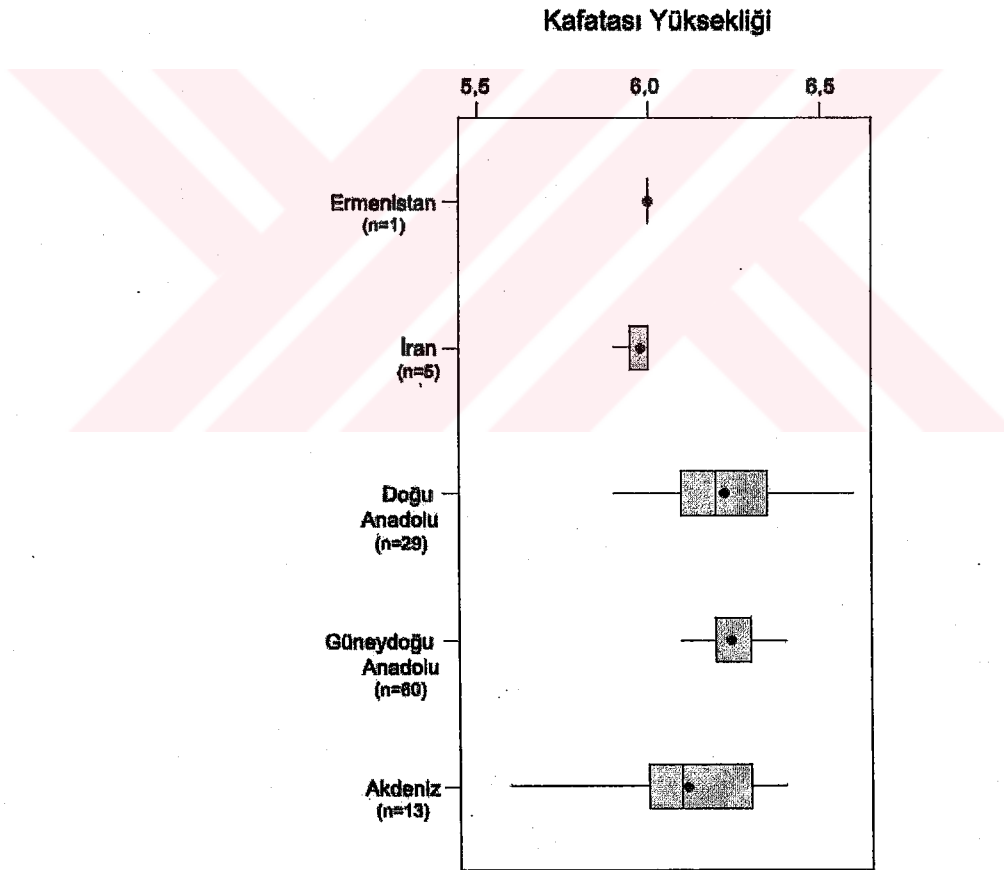 Kafatası Yüksekliği
5,5 6,0 6,5
Ermenistan
(n=1)
İran
(n=5)
Doğu
Anadolu
(n=29)
Güneydoğu
Anadolu
(n=60)
Akdeniz
(n=13)